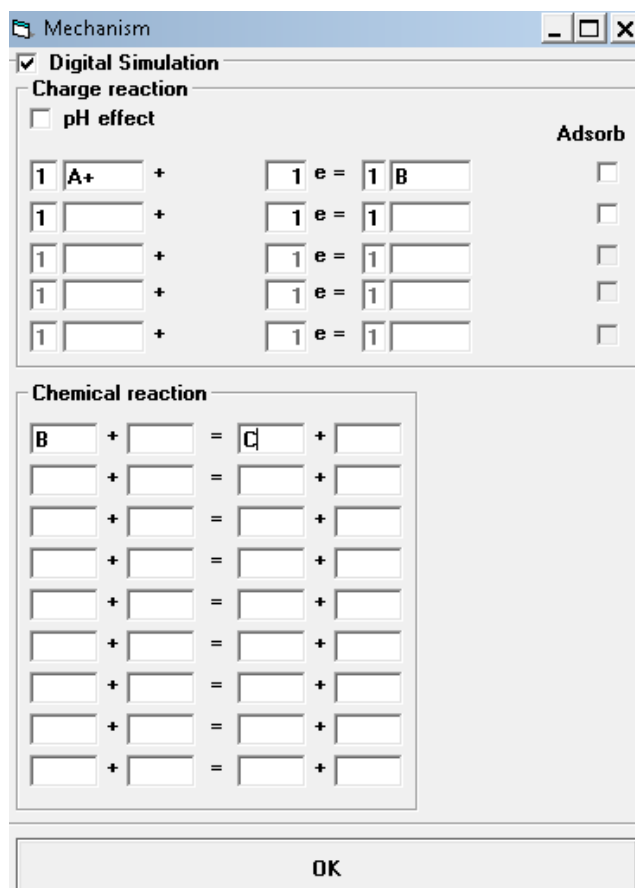 Mechanism
Digital Simulation
Charge reaction
pH effect
Adsorb
1 A+ + 1 e = 1 B
1 + 1 e = 1
1 + 1 e = 1
1 + 1 e = 1
1 + 1 e = 1
Chemical reaction
B + = C +
+ = +
+ = +
+ = +
+ = +
+ = +
+ = +
+ = +
+ = +
OK